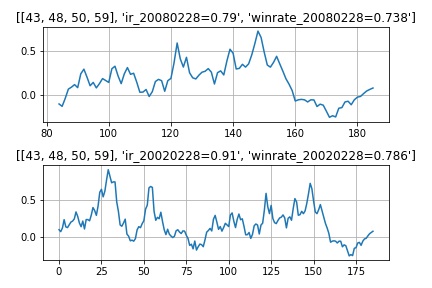 [[43, 48, 50, 59], 'ir_20080228=0.79', 'winrate_20080228=0.738']
0.5
0.0
80 100 120 140 160 180
[[43, 48, 50, 59], 'ir_20020228=0.91', 'winrate_20020228=0.786']
0.5
0.0
0 25 50 75 100 125 150 175